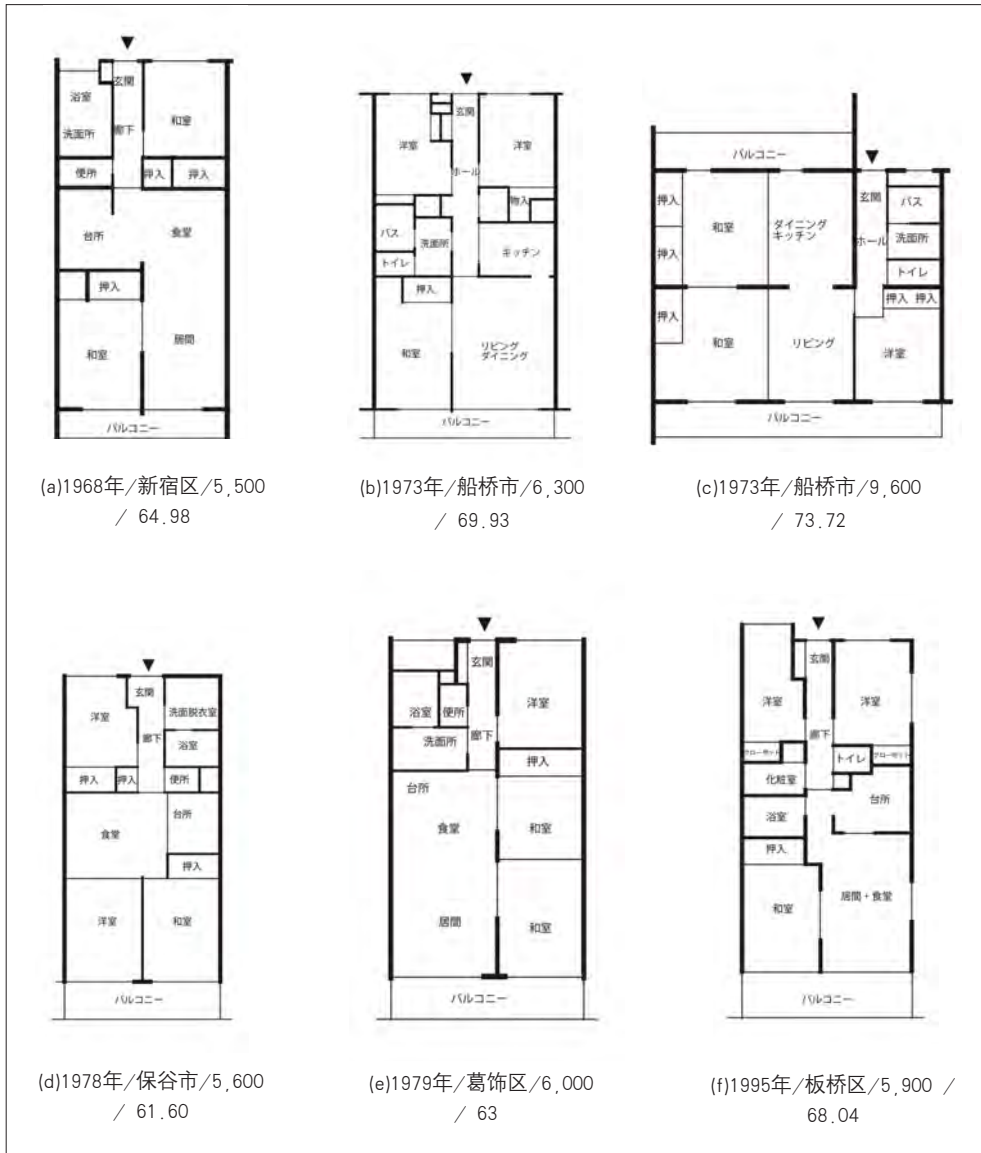 玄関
浴室
和室
洗面所
廊下
便所
押入
押入
台所
食堂
押入
和室
居間
バルコニー
(a)1968年/新宿区/5,500
/ 64.98
玄関
洋室
洋室
ホール
物入
バス
洗面所
トイレ
キッチン
押入
和室
リビング
ダイニング
バルコニー
(b)1973年/船桥市/6,300
/ 69.93
バルコニー
押入
玄関
バス
和室
ダイニング
キッチン
洗面所
ホール
押入
トイレ
押入
押入 押入
和室
リビング
洋室
バルコニー
(c)1973年/船桥市/9,600
/ 73.72
玄関
洋室
洗面脱衣室
廊下
浴室
押入
押入
便所
台所
食堂
押入
洋室
和室
バルコニー
(d)1978年/保谷市/5,600
/ 61.60
玄関
洋室
浴室
便所
廊下
洗面所
押入
台所
食堂
和室
居間
和室
バルコニー
(e)1979年/葛饰区/6,000
/ 63
玄関
洋室
洋室
廊下
クローゼット
トイレ
クローゼット
化粧室
台所
浴室
押入
居間・食堂
和室
バルコニー
(f)1995年/板桥区/5,900 /
68.04